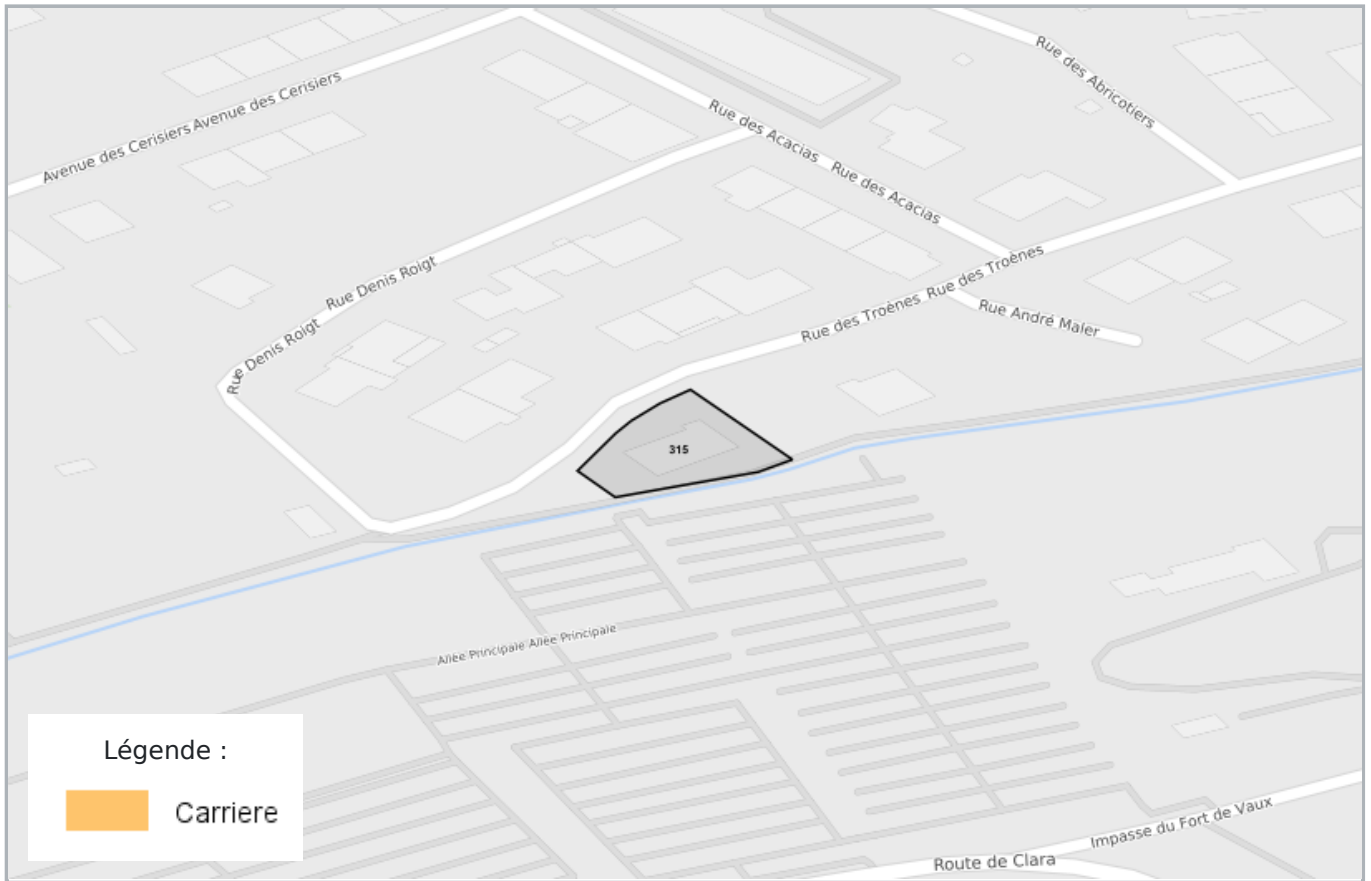 Rue des Abricotiers
Avenue des Cerisiers Avenue des Cerisiers
Rue des Acacias Rue des Acacias
Rue Denis Roigt
Rue des Troènes Rue des Troènes
Rue André Maler
Rue Denis Roigt
315
Allée Principale Allée Principale
Légende :
Carriere
Impasse du Fort de Vaux
Route de Clara